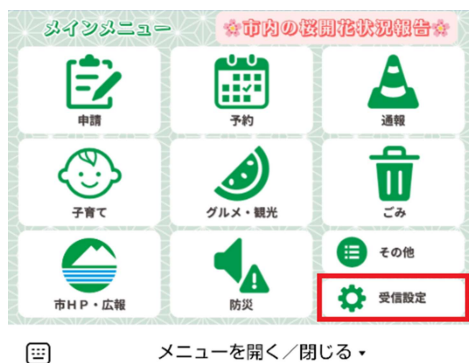 メインメニュー
市内の桜開花状況報告
申請
予約
通報
子育て
グルメ・観光
ごみ
市HP・広報
防災
その他
受信設定
メニューを開く/閉じる▼